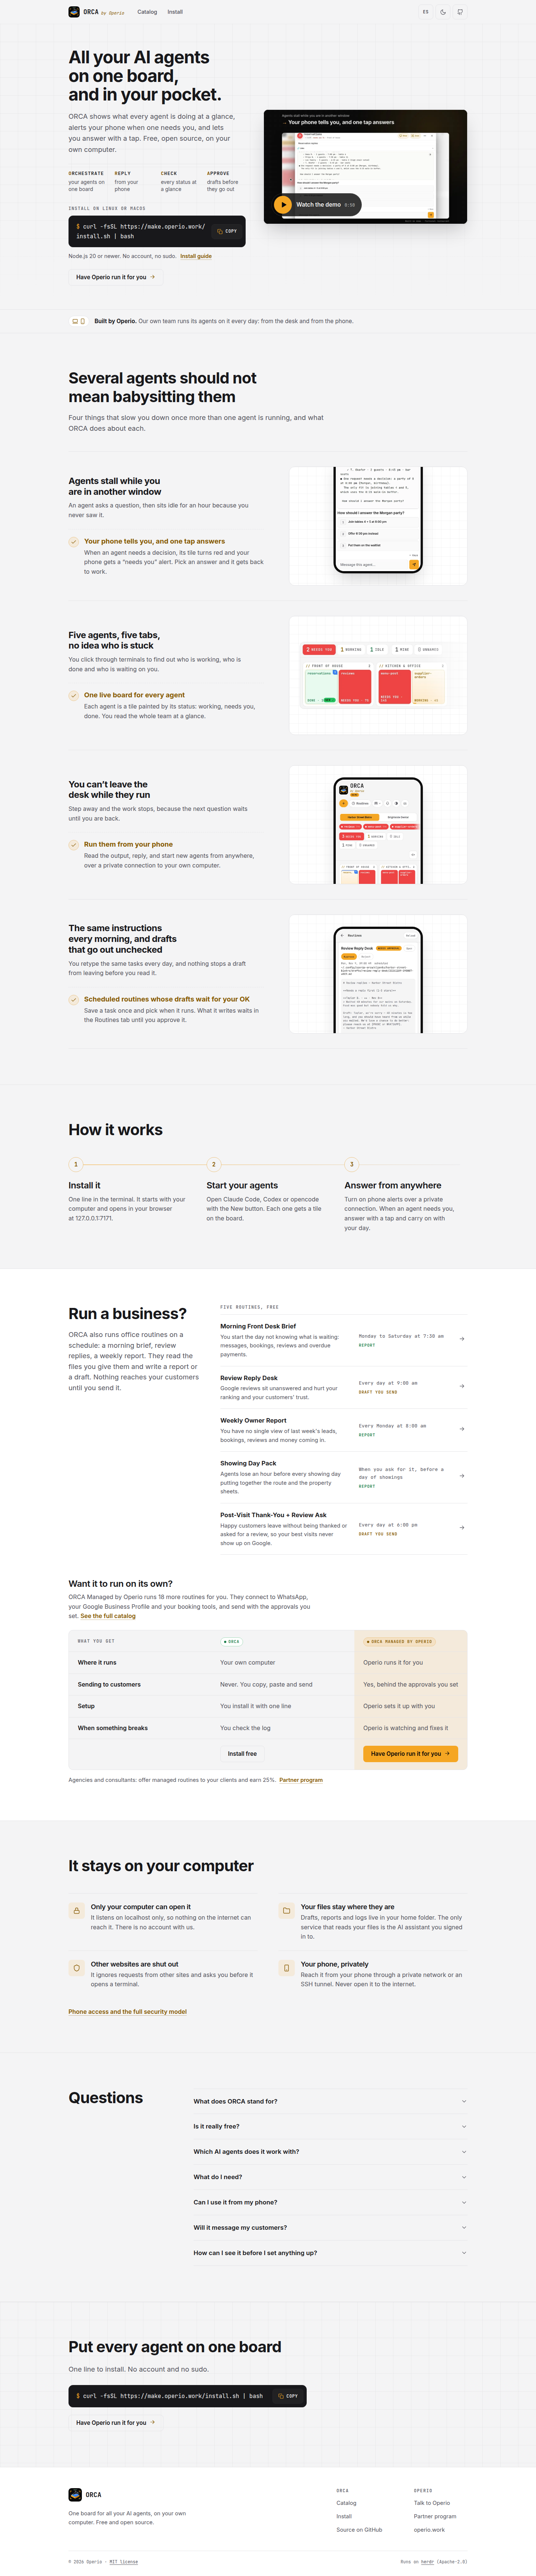 ORCA by Operio
Catalog
Install
ES
All your AI agents
on one board,
and in your pocket.
ORCA shows what every agent is doing at a glance,
alerts your phone when one needs you, and lets
you answer with a tap. Free, open source, on your
own computer.
ORCHESTRATE
your agents on
one board
REPLY
from your
phone
CHECK
every status at
a glance
APPROVE
drafts before
they go out
INSTALL ON LINUX OR MACOS
$ curl -fsSL https://make.operio.work/
install.sh | bash
COPY
Node.js 20 or newer. No account, no sudo. Install guide
Have Operio run it for you
Agents stall while you are in another window
Your phone tells you, and one tap answers
Watch the demo 0:56
Built by Operio. Our own team runs its agents on it every day: from the desk and from the phone.
Several agents should not
mean babysitting them
Four things that slow you down once more than one agent is running, and what
ORCA does about each.
Agents stall while you
are in another window
An agent asks a question, then sits idle for an hour because you
never saw it.
Your phone tells you, and one tap answers
When an agent needs a decision, its tile turns red and your
phone gets a “needs you” alert. Pick an answer and it gets back
to work.
How should I answer the Morgan party?
Message this agent...
Five agents, five tabs,
no idea who is stuck
You click through terminals to find out who is working, who is
done and who is waiting on you.
One live board for every agent
Each agent is a tile painted by its status: working, needs you,
done. You read the whole team at a glance.
2 NEEDS YOU
1 WORKING
1 IDLE
1 DONE
0 UNKNOWN
// FRONT OF HOUSE
// KITCHEN & OFFICE
You can’t leave the
desk while they run
Step away and the work stops, because the next question waits
until you are back.
Run them from your phone
Read the output, reply, and start new agents from anywhere,
over a private connection to your own computer.
ORCA
The same instructions
every morning, and drafts
that go out unchecked
You retype the same tasks every day, and nothing stops a draft
from leaving before you read it.
Scheduled routines whose drafts wait for your OK
Save a task once and pick when it runs. What it writes waits in
the Routines tab until you approve it.
Routines
Review Reply Desk
How it works
1
2
3
Install it
One line in the terminal. It starts with your
computer and opens in your browser
at 127.0.0.1:7171.
Start your agents
Open Claude Code, Codex or opencode
with the New button. Each one gets a tile
on the board.
Answer from anywhere
Turn on phone alerts over a private
connection. When an agent needs you,
answer with a tap and carry on with
your day.
Run a business?
ORCA also runs office routines on a
schedule: a morning brief, review
replies, a weekly report. They read the
files you give them and write a report or
a draft. Nothing reaches your customers
until you send it.
FIVE ROUTINES, FREE
Morning Front Desk Brief
You start the day not knowing what is waiting:
messages, bookings, reviews and overdue
payments.
Monday to Saturday at 7:30 am
REPORT
Review Reply Desk
Google reviews sit unanswered and hurt your
ranking and your customers' trust.
Every day at 9:00 am
DRAFT YOU SEND
Weekly Owner Report
You have no single view of last week's leads,
bookings, reviews and money coming in.
Every Monday at 8:00 am
REPORT
Showing Day Pack
Agents lose an hour before every showing day
putting together the route and the property
sheets.
When you ask for it, before a
day of showings
REPORT
Post-Visit Thank-You + Review Ask
Happy customers leave without being thanked or
asked for a review, so your best visits never
show up on Google.
Every day at 6:00 pm
DRAFT YOU SEND
Want it to run on its own?
ORCA Managed by Operio runs 18 more routines for you. They connect to WhatsApp,
your Google Business Profile and your booking tools, and send with the approvals you
set. See the full catalog
WHAT YOU GET
ORCA
ORCA MANAGED BY OPERIO
Where it runs
Your own computer
Operio runs it for you
Sending to customers
Never. You copy, paste and send
Yes, behind the approvals you set
Setup
You install it with one line
Operio sets it up with you
When something breaks
You check the log
Operio is watching and fixes it
Install free
Have Operio run it for you
Agencies and consultants: offer managed routines to your clients and earn 25%. Partner program
It stays on your computer
Only your computer can open it
It listens on localhost only, so nothing on the internet can
reach it. There is no account with us.
Your files stay where they are
Drafts, reports and logs live in your home folder. The only
service that reads your files is the AI assistant you signed
in to.
Other websites are shut out
It ignores requests from other sites and asks you before it
opens a terminal.
Your phone, privately
Reach it from your phone through a private network or an
SSH tunnel. Never open it to the internet.
Phone access and the full security model
Questions
What does ORCA stand for?
Is it really free?
Which AI agents does it work with?
What do I need?
Can I use it from my phone?
Will it message my customers?
How can I see it before I set anything up?
Put every agent on one board
One line to install. No account and no sudo.
$ curl -fsSL https://make.operio.work/install.sh | bash
COPY
Have Operio run it for you
ORCA
One board for all your AI agents, on your own
computer. Free and open source.
ORCA
Catalog
Install
Source on GitHub
OPERIO
Talk to Operio
Partner program
operio.work
© 2026 Operio · MIT license
Runs on herdr (Apache-2.0)